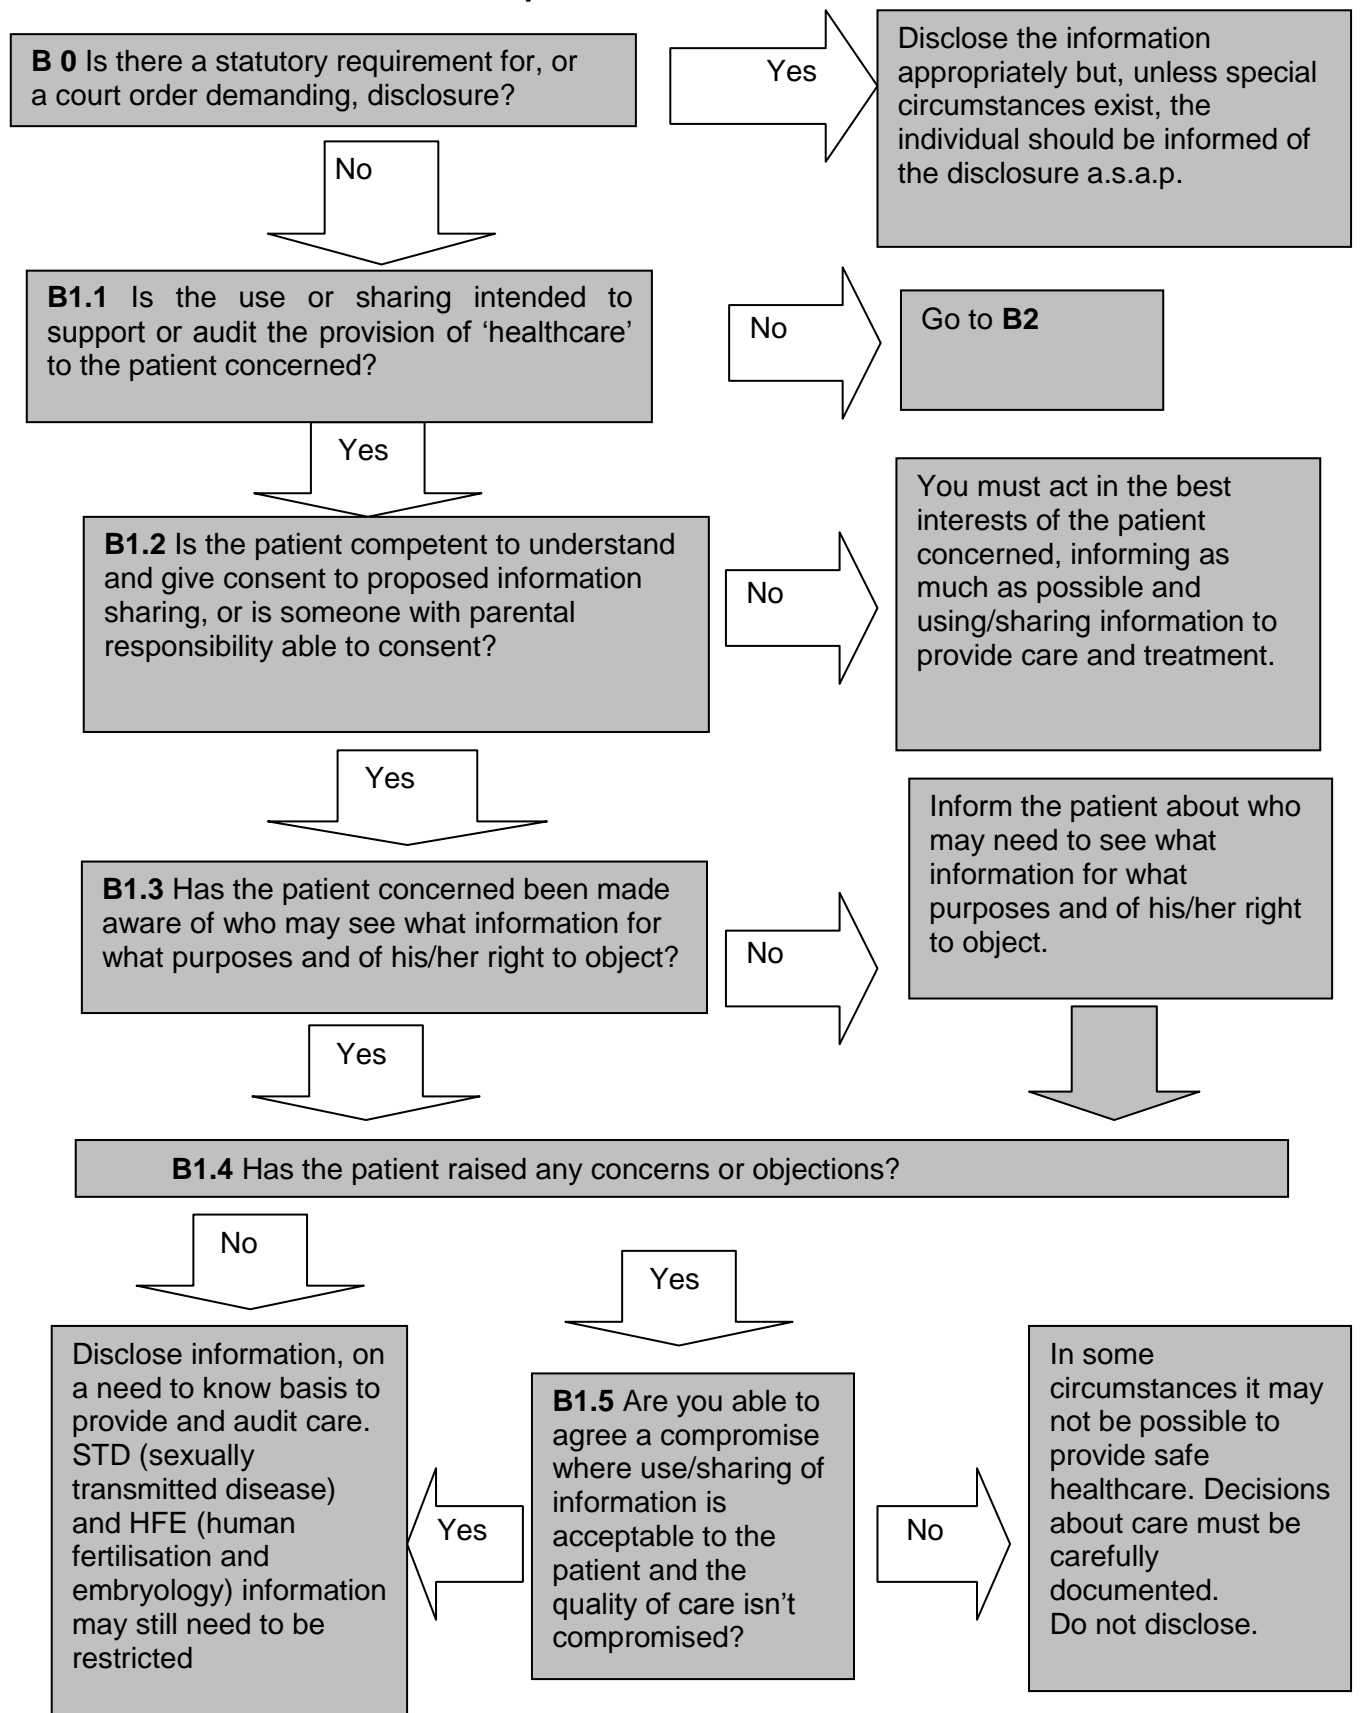 B 0 Is there a statutory requirement for, or
a court order demanding, disclosure?
Yes
Disclose the information
appropriately but, unless special
circumstances exist, the
individual should be informed of
the disclosure a.s.a.p.
No
B1.1 Is the use or sharing intended to
support or audit the provision of ‘healthcare’
to the patient concerned?
No
Go to B2
Yes
B1.2 Is the patient competent to understand
and give consent to proposed information
sharing, or is someone with parental
responsibility able to consent?
No
You must act in the best
interests of the patient
concerned, informing as
much as possible and
using/sharing information to
provide care and treatment.
Yes
B1.3 Has the patient concerned been made
aware of who may see what information for
what purposes and of his/her right to object?
No
Inform the patient about who
may need to see what
information for what
purposes and of his/her right
to object.
Yes
B1.4 Has the patient raised any concerns or objections?
No
Yes
Disclose information, on
a need to know basis to
provide and audit care.
STD (sexually
transmitted disease)
and HFE (human
fertilisation and
embryology) information
may still need to be
restricted
Yes
B1.5 Are you able to
agree a compromise
where use/sharing of
information is
acceptable to the
patient and the
quality of care isn’t
compromised?
No
In some
circumstances it may
not be possible to
provide safe
healthcare. Decisions
about care must be
carefully
documented.
Do not disclose.